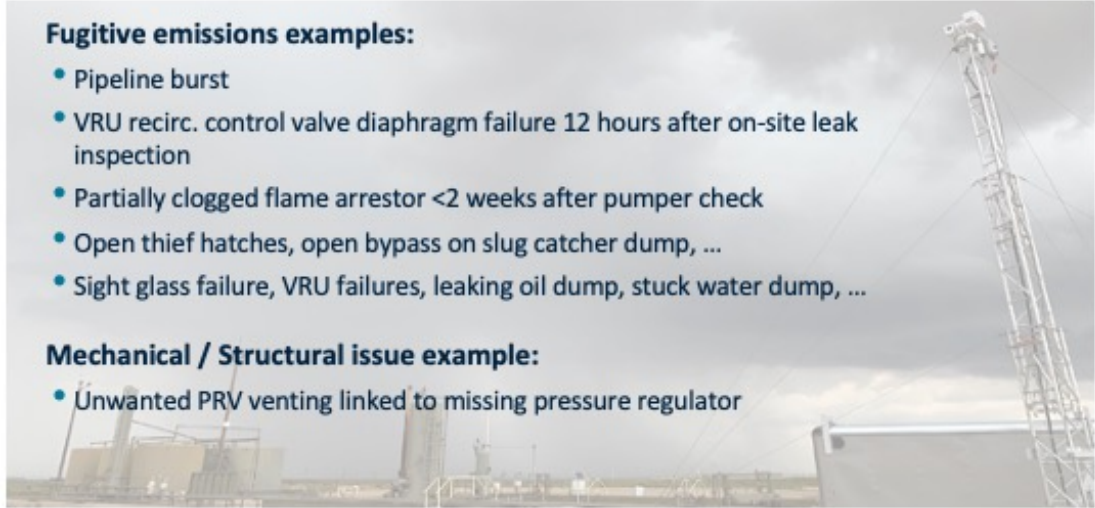 Fugitive emissions examples:
• Pipeline burst
• VRU recirc. control valve diaphragm failure 12 hours after on-site leak
inspection
• Partially clogged flame arrestor <2 weeks after pumper check
• Open thief hatches, open bypass on slug catcher dump, ...
• Sight glass failure, VRU failures, leaking oil dump, stuck water dump, ...
Mechanical / Structural issue example:
• Unwanted PRV venting linked to missing pressure regulator